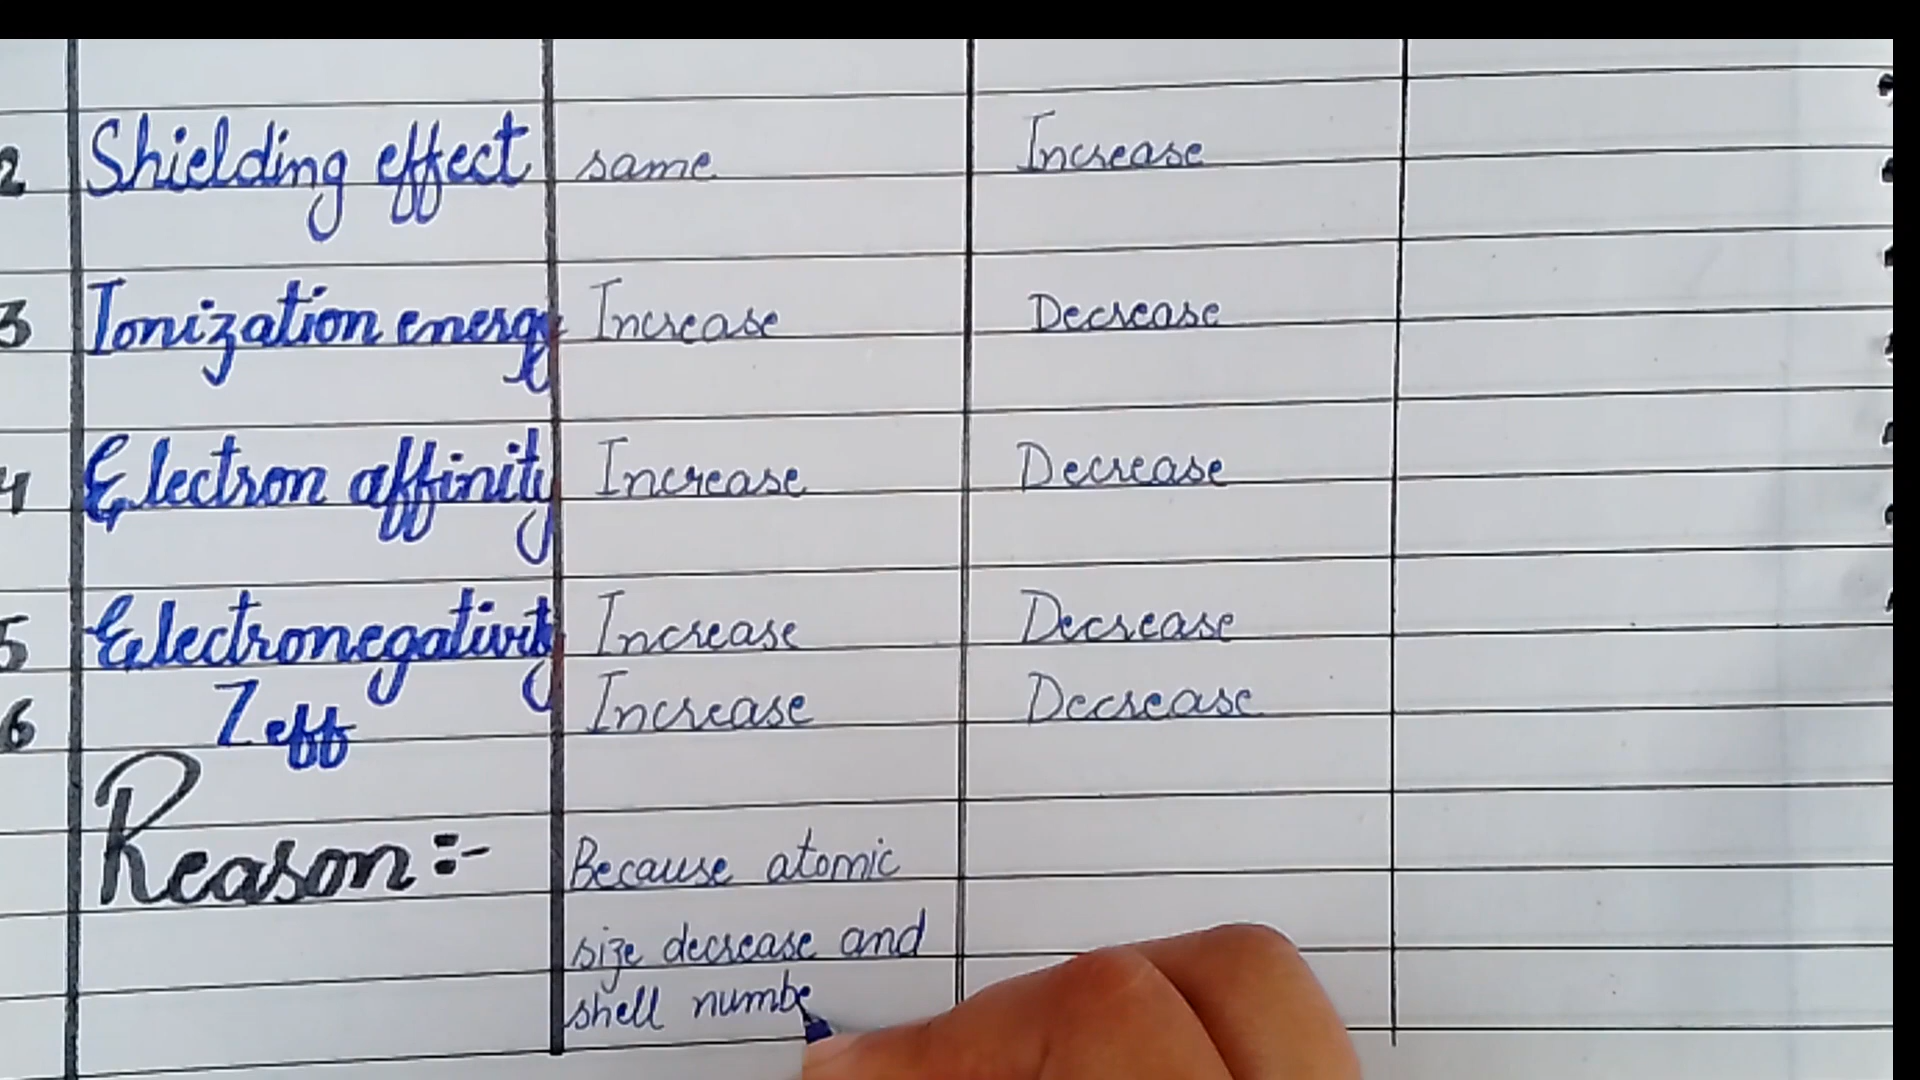 2 Shielding effect same Increase
3 Ionization energy Increase Decrease
4 Electron affinity Increase Decrease
5 Electronegativity Increase Decrease
6 Zeff Increase Decrease
Reason :- Because atomic
size decrease and
shell numbe